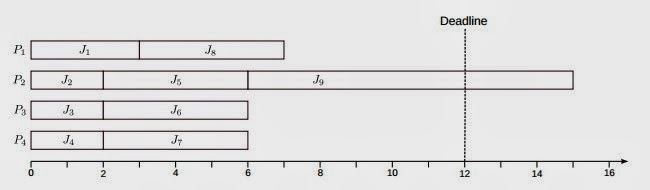 Deadline
P₁ J₁ J₈
P₂ J₂ J₅ J₉
P₃ J₃ J₆
P₄ J₄ J₇
0 2 4 6 8 10 12 14 16